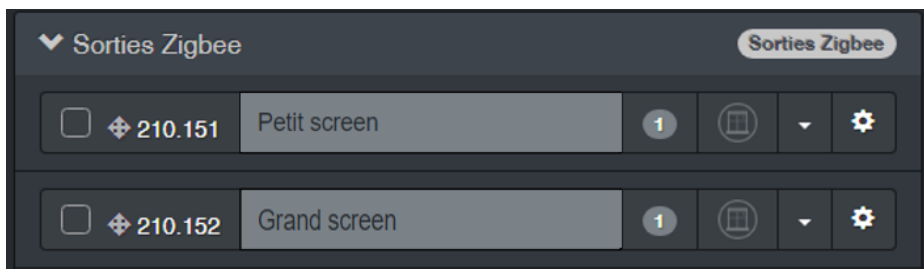 Sorties Zigbee Sorties Zigbee
210.151 Petit screen 1
210.152 Grand screen 1